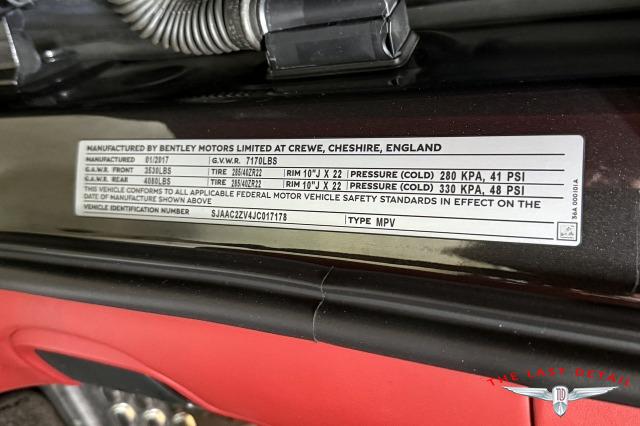 MANUFACTURED BY BENTLEY MOTORS LIMITED AT CREWE, CHESHIRE, ENGLAND
MANUFACTURED 01/2017 G.V.W.R. 7170LBS
G.A.W.R. FRONT 3530LBS TIRE 285/40ZR22 RIM 10"J X 22 PRESSURE (COLD) 280 KPA, 41 PSI
G.A.W.R. REAR 4080LBS TIRE 285/40ZR22 RIM 10"J X 22 PRESSURE (COLD) 330 KPA, 48 PSI
THIS VEHICLE CONFORMS TO ALL APPLICABLE FEDERAL MOTOR VEHICLE SAFETY STANDARDS IN EFFECT ON THE
DATE OF MANUFACTURE SHOWN ABOVE
VEHICLE IDENTIFICATION NUMBER SJAAC2ZV4JC017178 TYPE MPV
36A 000101A
THE LAST DETAIL
TLD